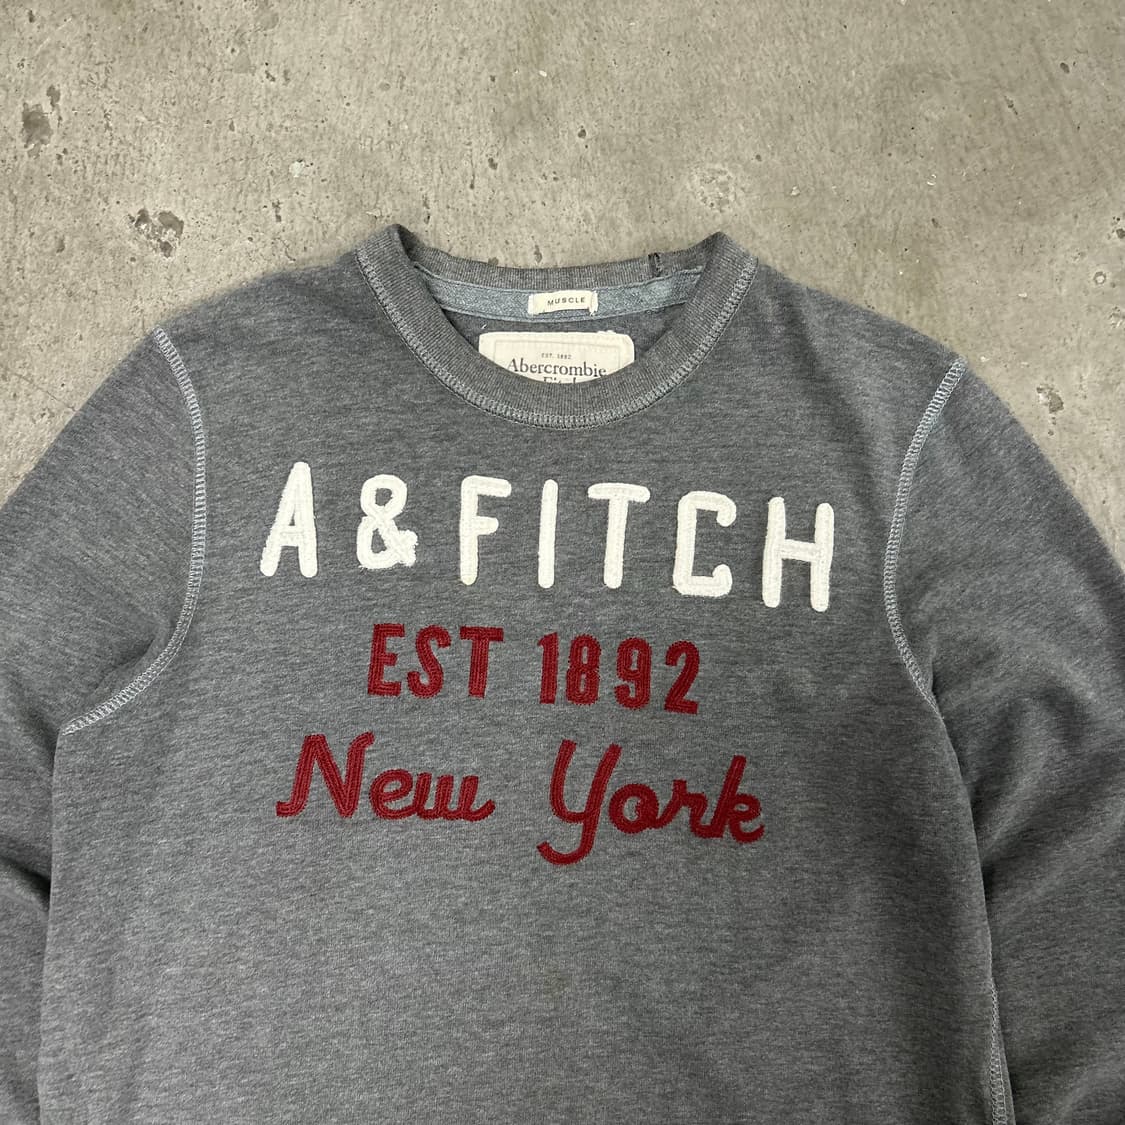 MUSCLE
EST. 1892
Abercrombie
A & FITCH
EST 1892
New York